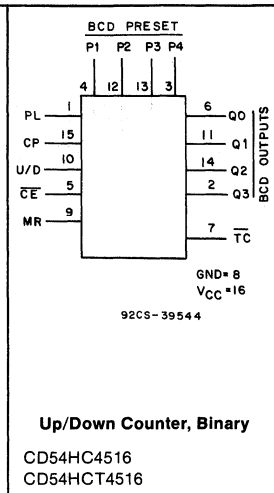 BCD PRESET
P1 P2 P3 P4
4 12 13 3
PL 1
CP 15
U/D 10
CE 5
MR 9
6 Q0
11 Q1
14 Q2
2 Q3
BCD OUTPUTS
7 TC
GND=8
VCC=16
92CS-39544
Up/Down Counter, Binary
CD54HC4516
CD54HCT4516